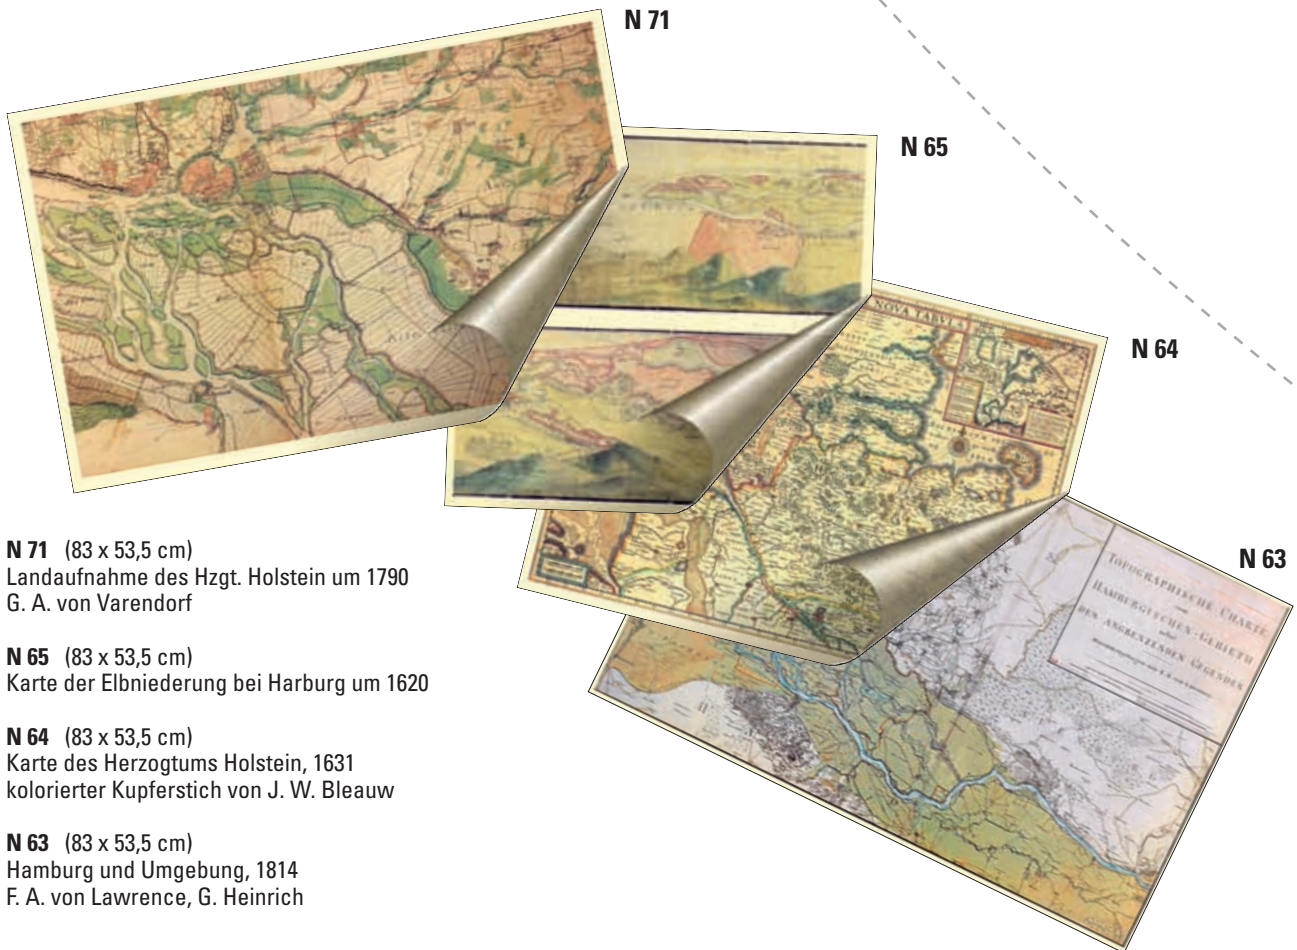 N 71
N 65
N 64
N 63
NOVA TABVLA
TOPOGRAPHISCHE CHARTE
HAMBURGISCHEN-GEBIETH
DEN ANGRENZENDEN GEGENDEN
N 71 (83 x 53,5 cm)
Landaufnahme des Hzgt. Holstein um 1790
G. A. von Varendorf
N 65 (83 x 53,5 cm)
Karte der Elbniederung bei Harburg um 1620
N 64 (83 x 53,5 cm)
Karte des Herzogtums Holstein, 1631
kolorierter Kupferstich von J. W. Bleauw
N 63 (83 x 53,5 cm)
Hamburg und Umgebung, 1814
F. A. von Lawrence, G. Heinrich